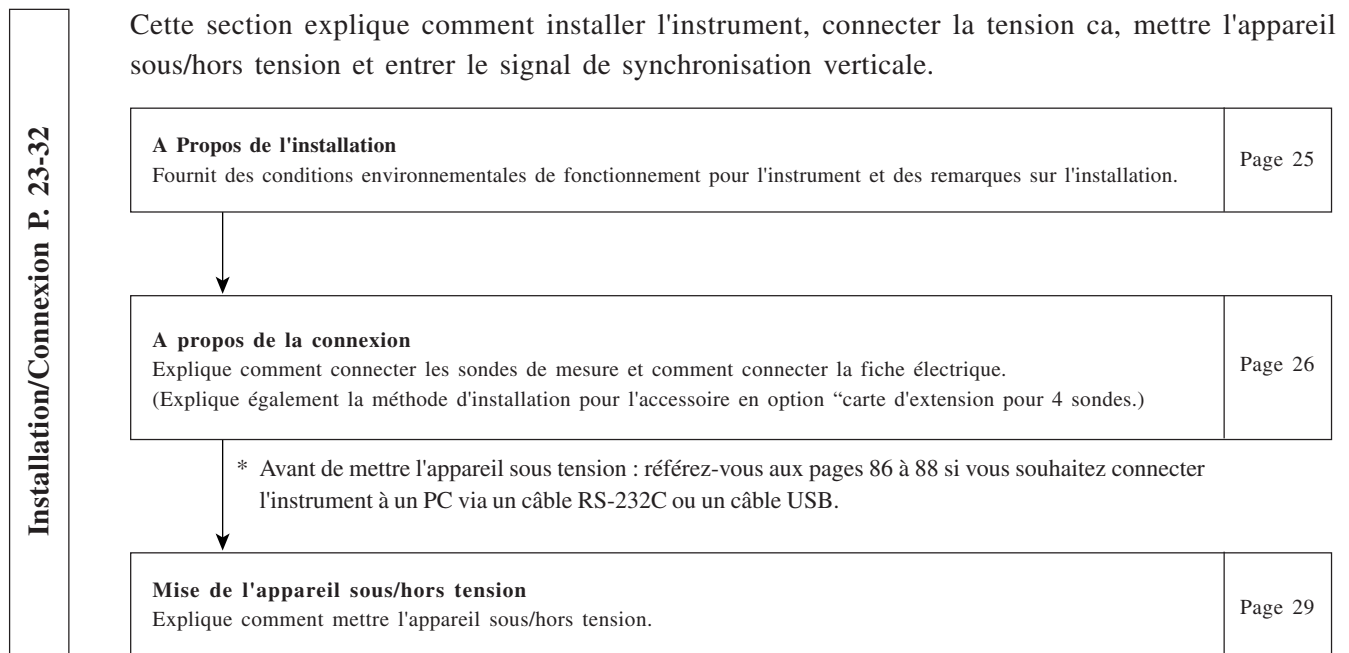 Cette section explique comment installer l'instrument, connecter la tension ca, mettre l'appareil
sous/hors tension et entrer le signal de synchronisation verticale.
Installation/Connexion P. 23-32
A Propos de l'installation
Fournit des conditions environnementales de fonctionnement pour l'instrument et des remarques sur l'installation.
Page 25
A propos de la connexion
Explique comment connecter les sondes de mesure et comment connecter la fiche électrique.
(Explique également la méthode d'installation pour l'accessoire en option “carte d'extension pour 4 sondes.)
Page 26
* Avant de mettre l'appareil sous tension : référez-vous aux pages 86 à 88 si vous souhaitez connecter
l'instrument à un PC via un câble RS-232C ou un câble USB.
Mise de l'appareil sous/hors tension
Explique comment mettre l'appareil sous/hors tension.
Page 29